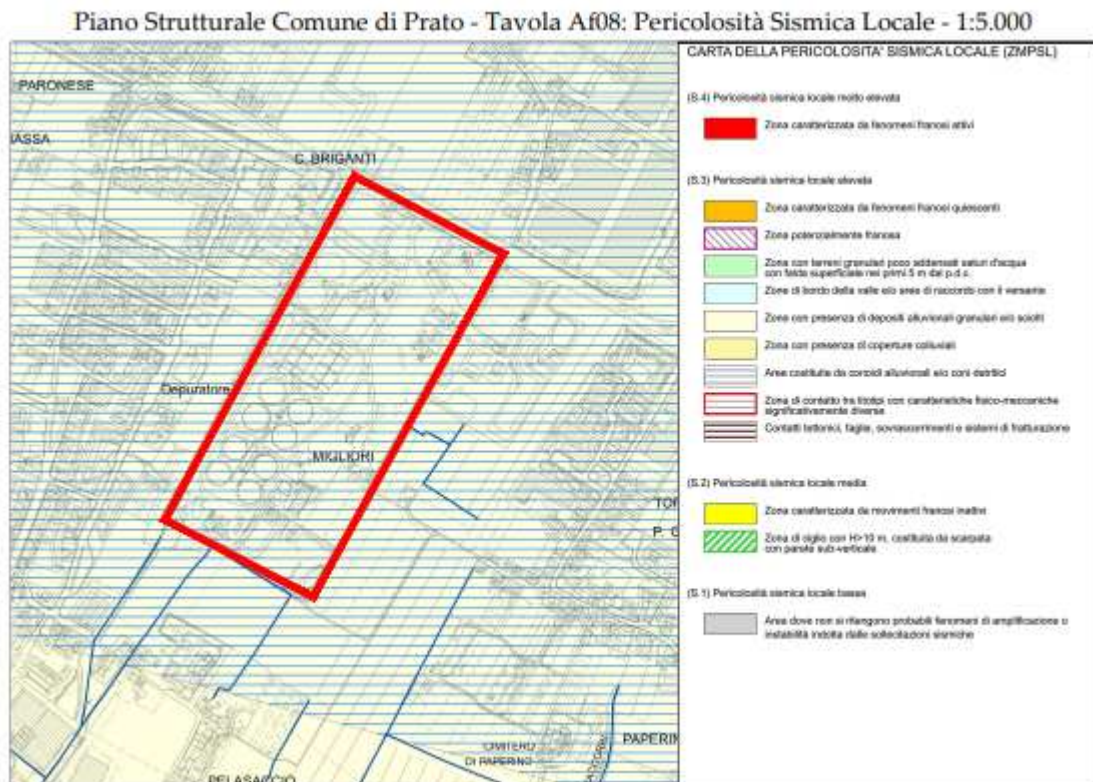 Piano Strutturale Comune di Prato - Tavola Af08: Pericolosità Sismica Locale - 1:5.000
CARTA DELLA PERICOLOSITA' SISMICA LOCALE (ZMPSL)
PARONESE
C. BRIGANTI
Depuratore
MIGLIORI
P. C
CIMITERO
DI PAPERINO
PAPERIN
PELASACCIO
(S.4) Pericolosità sismica locale molto elevata
Zona caratterizzata da fenomeni franosi attivi
(S.3) Pericolosità sismica locale elevata
Zona caratterizzata da fenomeni franosi quiescenti
Zona potenzialmente franosa
Zona con terreni granulari poco addensati saturi d'acqua
con falda superficiale nei primi 5 m dal p.d.c.
Zone di bordo della valle e/o aree di raccordo con il versante
Zone con presenza di depositi alluvionali granulari e/o sciolti
Zona con presenza di coperture colluviali
Aree costituite da conoidi alluvionali e/o coni detritici
Zona di contatto tra litotipi con caratteristiche fisico-meccaniche
significativamente diverse
Contatti tettonici, faglie, sovrascorrimenti e sistemi di fratturazione
(S.2) Pericolosità sismica locale media
Zona caratterizzata da movimenti franosi inattivi
Zona di ciglio con H>10 m, costituita da scarpata
con parete sub-verticale
(S.1) Pericolosità sismica locale bassa
Aree dove non si ritengono probabili fenomeni di amplificazione o
instabilità indotta dalle sollecitazioni sismiche